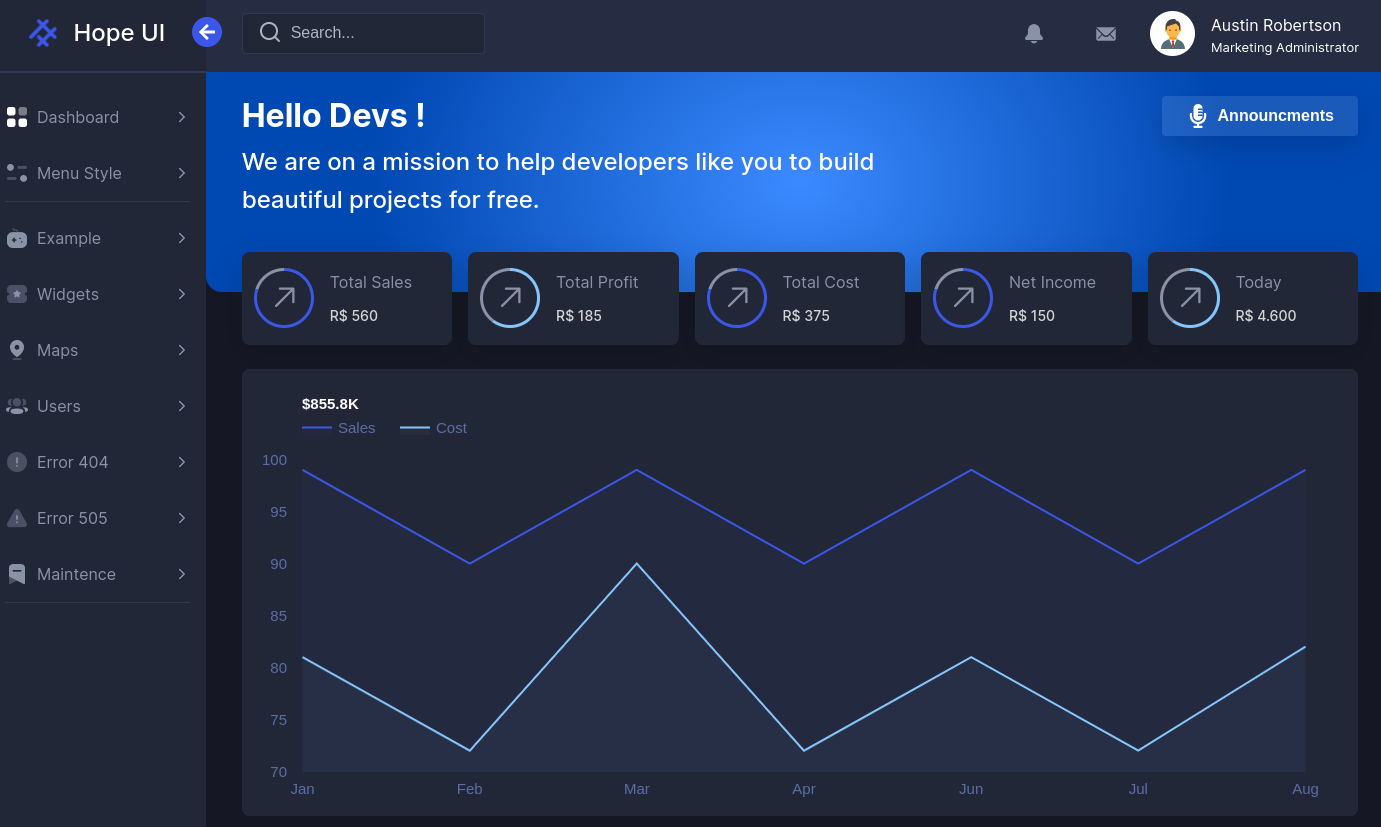 Hope UI
Search...
Austin Robertson
Marketing Administrator
Dashboard
Menu Style
Example
Widgets
Maps
Users
Error 404
Error 505
Maintence
Hello Devs !
We are on a mission to help developers like you to build
beautiful projects for free.
Announcments
Total Sales
R$ 560
Total Profit
R$ 185
Total Cost
R$ 375
Net Income
R$ 150
Today
R$ 4.600
$855.8K
Sales Cost
100
95
90
85
80
75
70
Jan Feb Mar Apr Jun Jul Aug